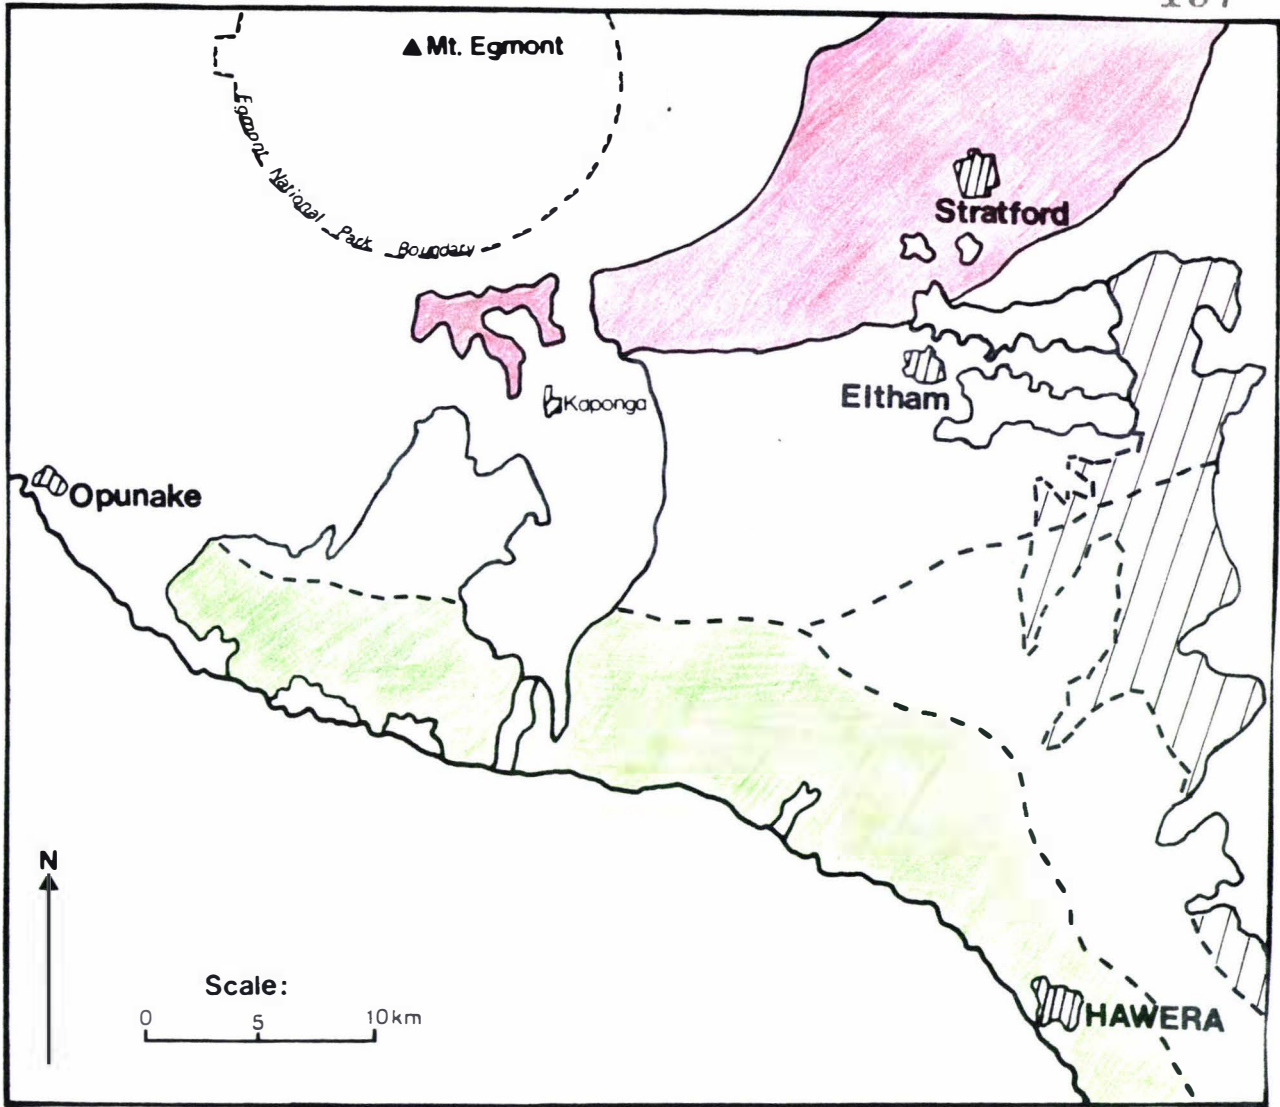 Mt. Egmont
Egmont National Park Boundary
Stratford
Eltham
Kaponga
Opunake
N
Scale:
0 5 10km
HAWERA